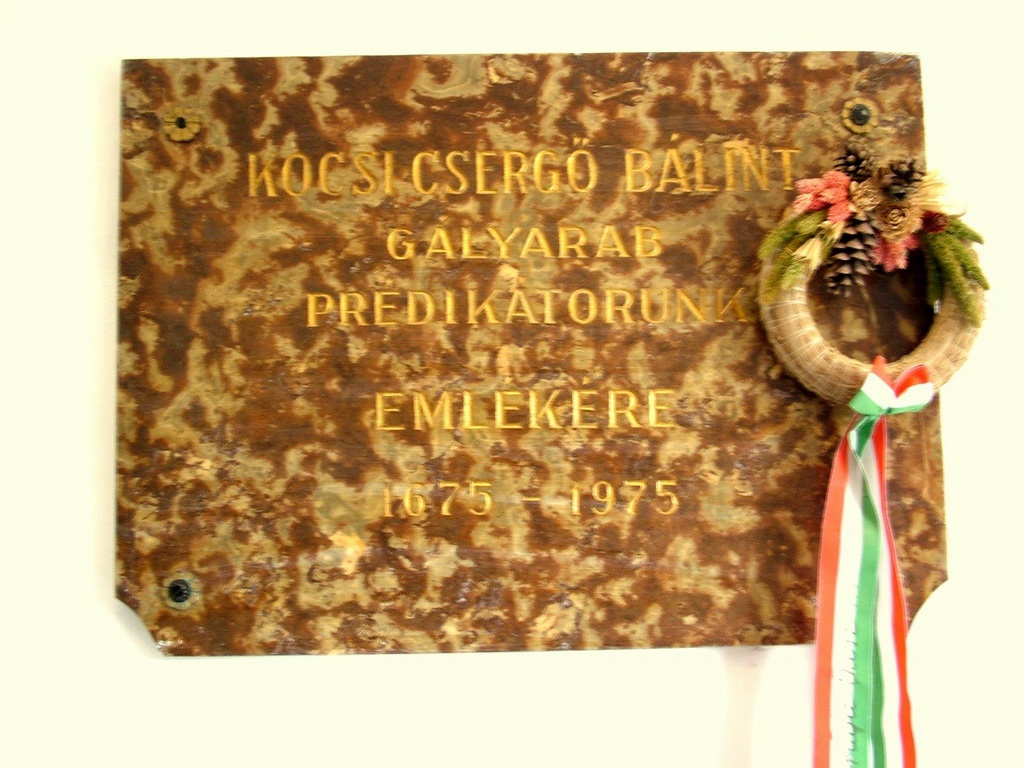 KOCSI CSERGŐ BÁLINT
GÁLYARAB
PRÉDIKÁTORUNK
EMLÉKÉRE
1675 - 1975